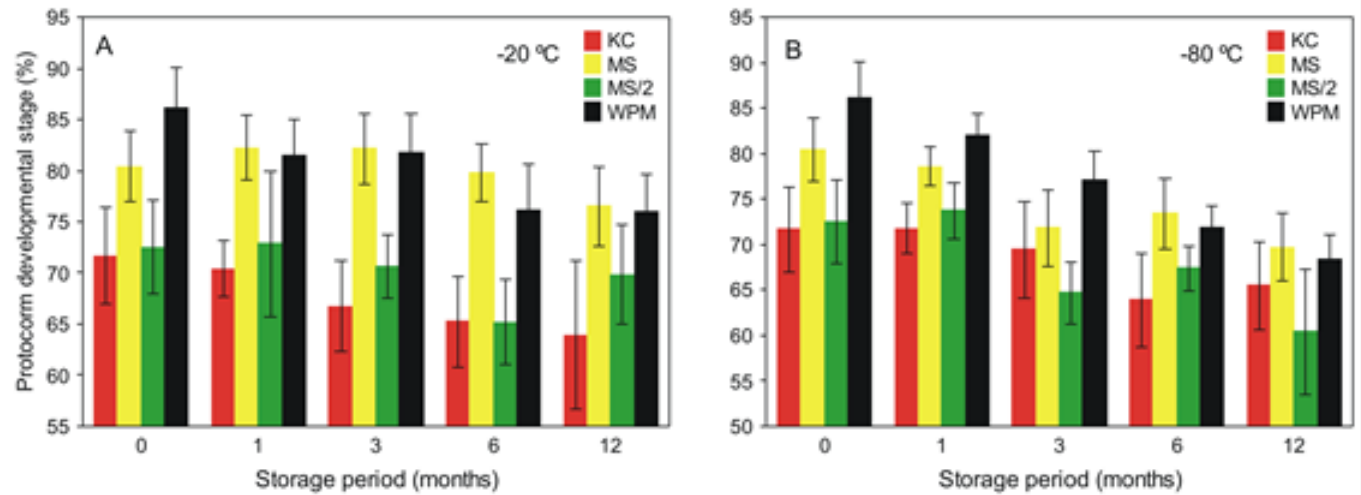 A
-20 ºC
KC
MS
MS/2
WPM
Protocorm developmental stage (%)
95
90
85
80
75
70
65
60
55
0 1 3 6 12
Storage period (months)
B
-80 ºC
KC
MS
MS/2
WPM
95
90
85
80
75
70
65
60
55
50
0 1 3 6 12
Storage period (months)